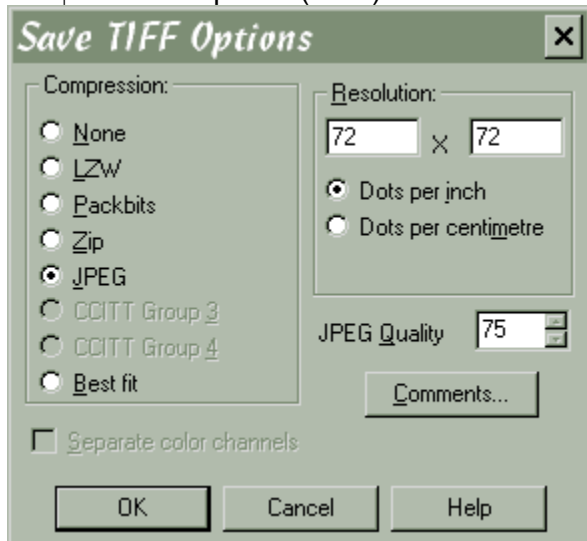 Save TIFF Options
Compression:
None
LZW
Packbits
Zip
JPEG
CCITT Group 3
CCITT Group 4
Best fit
Separate color channels
Resolution:
72 x 72
Dots per inch
Dots per centimetre
JPEG Quality 75
Comments...
OK Cancel Help